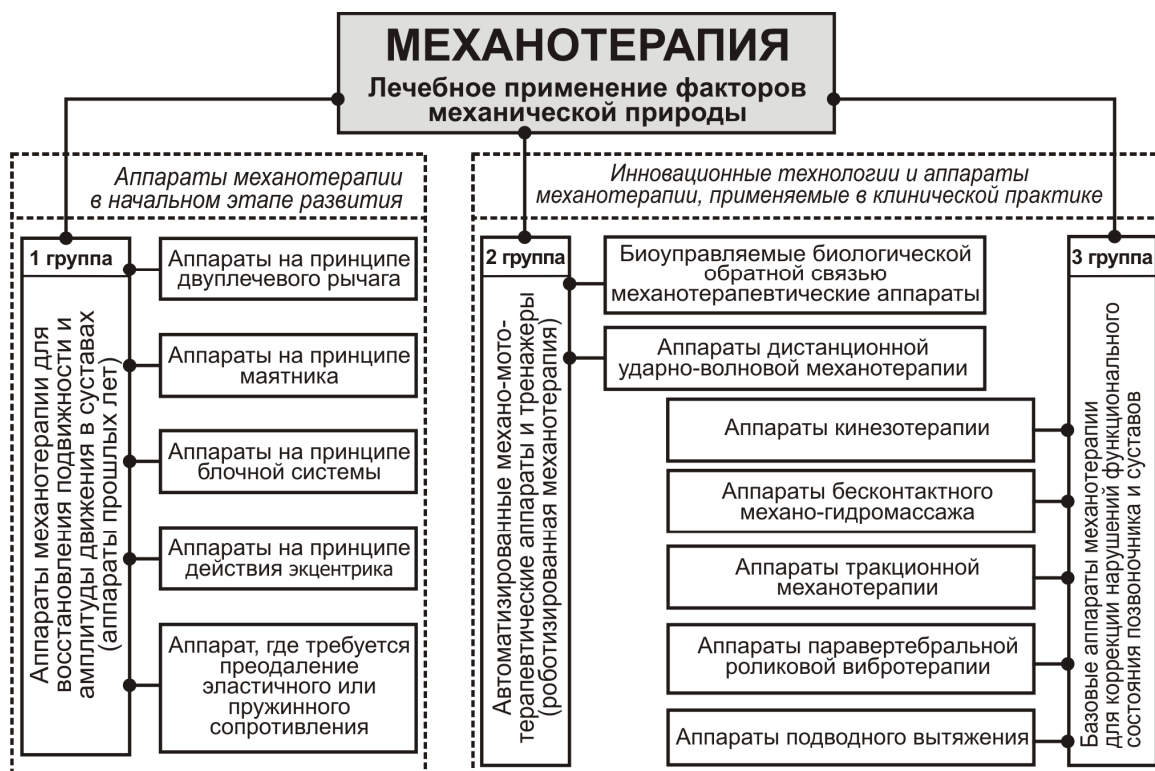 МЕХАНОТЕРАПИЯ
Лечебное применение факторов
механической природы
Аппараты механотерапии
в начальном этапе развития
1 группа
Аппараты механотерапии для
восстановления подвижности и
амплитуды движения в суставах
(аппараты прошлых лет)
Аппараты на принципе
двуплечевого рычага
Аппараты на принципе
маятника
Аппараты на принципе
блочной системы
Аппараты на принципе
действия экцентрика
Аппарат, где требуется
преодаление
эластичного или
пружинного
сопротивления
Инновационные технологии и аппараты
механотерапии, применяемые в клинической практике
2 группа
Автоматизированные механо-мото-
терапевтические аппараты и тренажеры
(роботизированная механотерапия)
Биоуправляемые биологической
обратной связью
механотерапевтические аппараты
Аппараты дистанционной
ударно-волновой механотерапии
3 группа
Базовые аппараты механотерапии
для коррекции нарушений функционального
состояния позвоночника и суставов
Аппараты кинезотерапии
Аппараты бесконтактного
механо-гидромассажа
Аппараты тракционной
механотерапии
Аппараты паравертебральной
роликовой вибротерапии
Аппараты подводного вытяжения